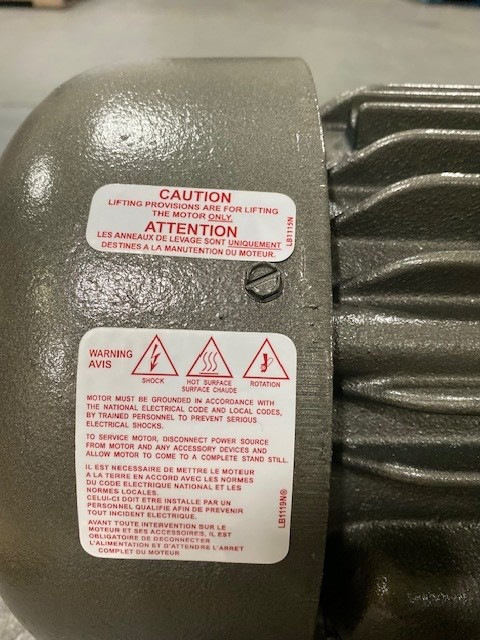 CAUTION
LIFTING PROVISIONS ARE FOR LIFTING
THE MOTOR ONLY.
ATTENTION
LES ANNEAUX DE LEVAGE SONT UNIQUEMENT
DESTINES A LA MANUTENTION DU MOTEUR.
LB1115N
WARNING
AVIS
SHOCK
HOT SURFACE
SURFACE CHAUDE
ROTATION
MOTOR MUST BE GROUNDED IN ACCORDANCE WITH
THE NATIONAL ELECTRICAL CODE AND LOCAL CODES,
BY TRAINED PERSONNEL TO PREVENT SERIOUS
ELECTRICAL SHOCKS.
TO SERVICE MOTOR, DISCONNECT POWER SOURCE
FROM MOTOR AND ANY ACCESSORY DEVICES AND
ALLOW MOTOR TO COME TO A COMPLETE STAND STILL.
IL EST NECESSAIRE DE METTRE LE MOTEUR
A LA TERRE EN ACCORD AVEC LES NORMES
DU CODE ELECTRIQUE NATIONAL ET LES
NORMES LOCALES.
CELUI-CI DOIT ETRE INSTALLE PAR UN
PERSONNEL QUALIFIE AFIN DE PREVENIR
TOUT INCIDENT ELECTRIQUE.
AVANT TOUTE INTERVENTION SUR LE
MOTEUR ET SES ACCESSOIRES, IL EST
OBLIGATOIRE DE DECONNECTER
L'ALIMENTATION ET D'ATTENDRE L'ARRET
COMPLET DU MOTEUR
LB1119N®